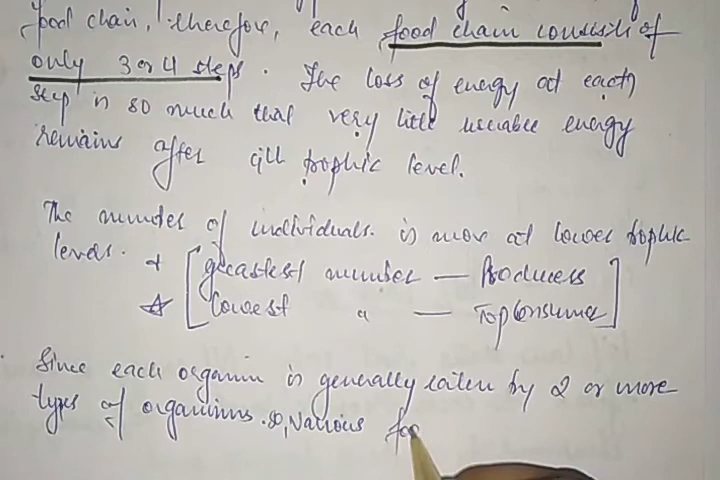 food chain, therefore, each food chain consists of
only 3 or 4 steps. The loss of energy at each
step is so much that very little useable energy
remains after four trophic level.
The number of individuals. is more at lower trophic
levels.
[greatest number — Producers
Lowest " — Top Consumer]
Since each organism is generally eaten by 2 or more
types of organisms. so, Various foo